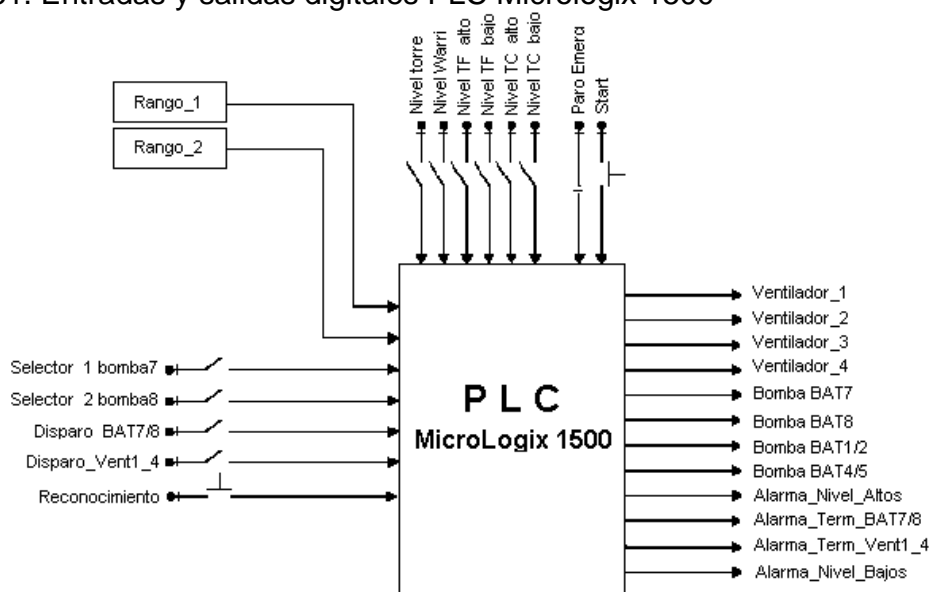 Entradas y salidas digitales PLC Micrologix 1500
Nivel torre
Nivel Warri
Nivel TF alto
Nivel TF bajo
Nivel TC alto
Nivel TC bajo
Paro Emerg
Start
Rango_1
Rango_2
Selector 1 bomba7
Selector 2 bomba8
Disparo BAT7/8
Disparo_Vent1_4
Reconocimiento
P L C
MicroLogix 1500
Ventilador_1
Ventilador_2
Ventilador_3
Ventilador_4
Bomba BAT7
Bomba BAT8
Bomba BAT1/2
Bomba BAT4/5
Alarma_Nivel_Altos
Alarma_Term_BAT7/8
Alarma_Term_Vent1_4
Alarma_Nivel_Bajos